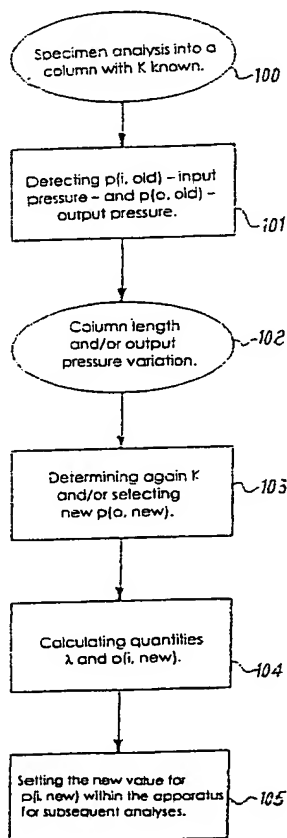 Specimen analysis into a
column with K known.
100
Detecting p(i, old) – input
pressure – and p(o, old) –
output pressure.
101
Column length
and/or output
pressure variation.
102
Determining again K
and/or selecting
new p(o, new).
103
Calculating quantities
λ and p(i, new).
104
Setting the new value for
p(i, new) within the apparatus
for subsequent analyses.
105